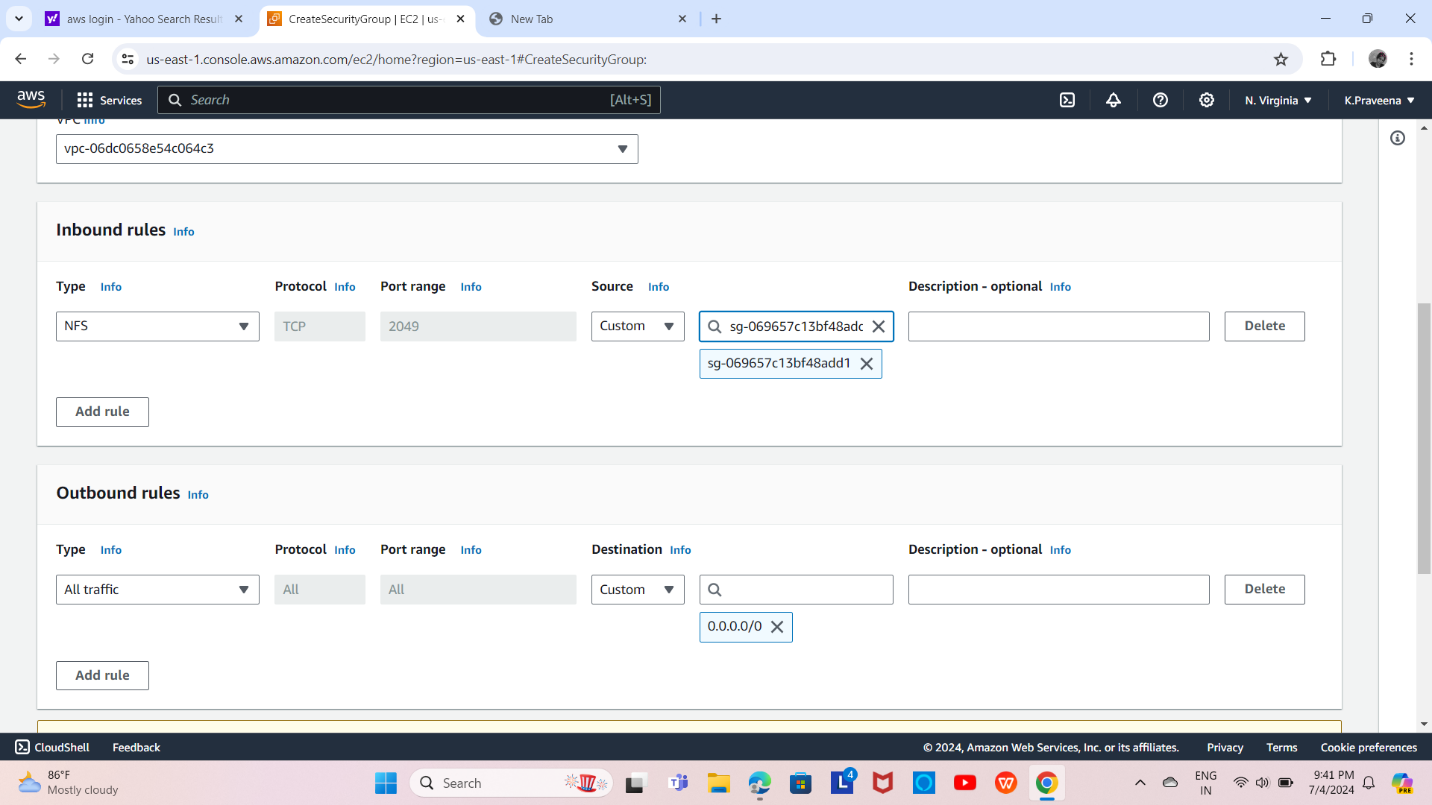 aws login - Yahoo Search Result
CreateSecurityGroup | EC2 | us-
New Tab
us-east-1.console.aws.amazon.com/ec2/home?region=us-east-1#CreateSecurityGroup:
aws Services Search [Alt+S] N. Virginia K.Praveena
VPC Info
vpc-06dc0658e54c064c3
Inbound rules Info
Type Info Protocol Info Port range Info Source Info Description - optional Info
NFS TCP 2049 Custom sg-069657c13bf48adc Delete
sg-069657c13bf48add1
Add rule
Outbound rules Info
Type Info Protocol Info Port range Info Destination Info Description - optional Info
All traffic All All Custom Delete
0.0.0.0/0
Add rule
CloudShell Feedback © 2024, Amazon Web Services, Inc. or its affiliates. Privacy Terms Cookie preferences
86°F
Mostly cloudy
Search
4
ENG
IN
9:41 PM
7/4/2024
PRE